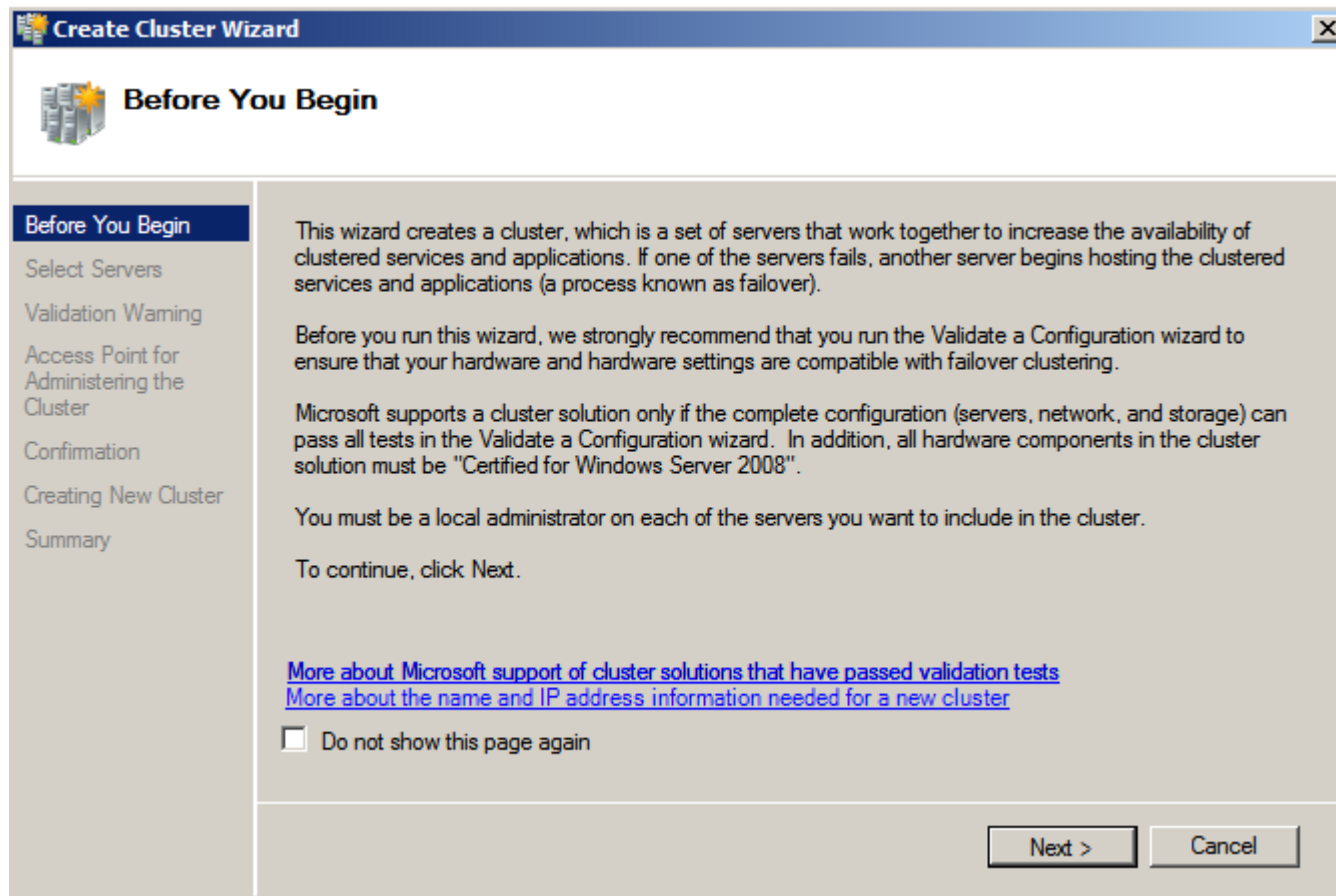 Create Cluster Wizard
Before You Begin
Before You Begin
Select Servers
Validation Warning
Access Point for
Administering the
Cluster
Confirmation
Creating New Cluster
Summary
This wizard creates a cluster, which is a set of servers that work together to increase the availability of
clustered services and applications. If one of the servers fails, another server begins hosting the clustered
services and applications (a process known as failover).
Before you run this wizard, we strongly recommend that you run the Validate a Configuration wizard to
ensure that your hardware and hardware settings are compatible with failover clustering.
Microsoft supports a cluster solution only if the complete configuration (servers, network, and storage) can
pass all tests in the Validate a Configuration wizard.  In addition, all hardware components in the cluster
solution must be "Certified for Windows Server 2008".
You must be a local administrator on each of the servers you want to include in the cluster.
To continue, click Next.
More about Microsoft support of cluster solutions that have passed validation tests
More about the name and IP address information needed for a new cluster
Do not show this page again
Next >
Cancel